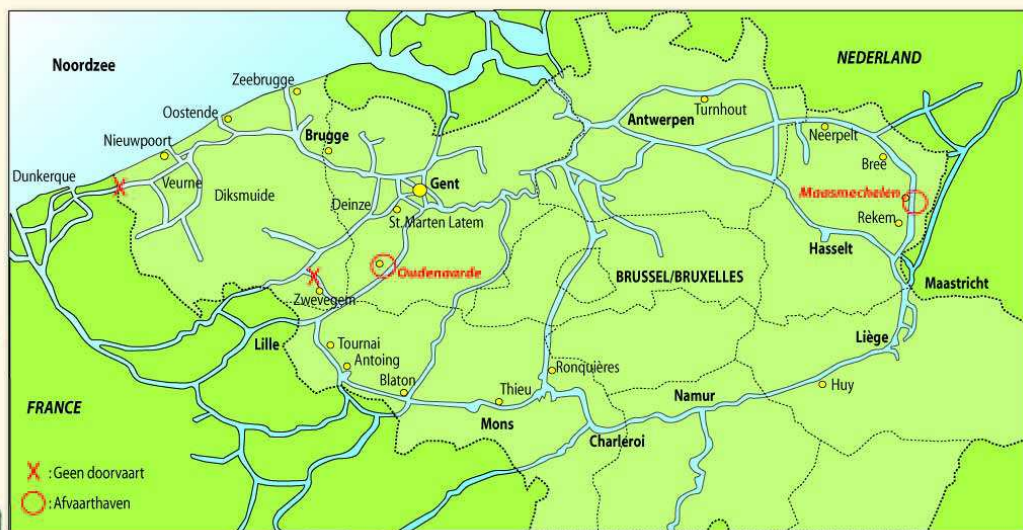 Noordzee
NEDERLAND
Zeebrugge
Oostende
Turnhout
Antwerpen
Nieuwpoort
Brugge
Neerpelt
Dunkerque
Bree
Veurne
Diksmuide
Gent
Deinze
Maasmechelen
St. Marten Latem
Rekem
Hasselt
Oudenaarde
BRUSSEL/BRUXELLES
Maastricht
Zwevegem
Lille
Tournai
Liège
Antoing
Ronquières
Blaton
Thieu
Huy
Namur
FRANCE
Mons
Charléroi
X : Geen doorvaart
: Afvaarthaven